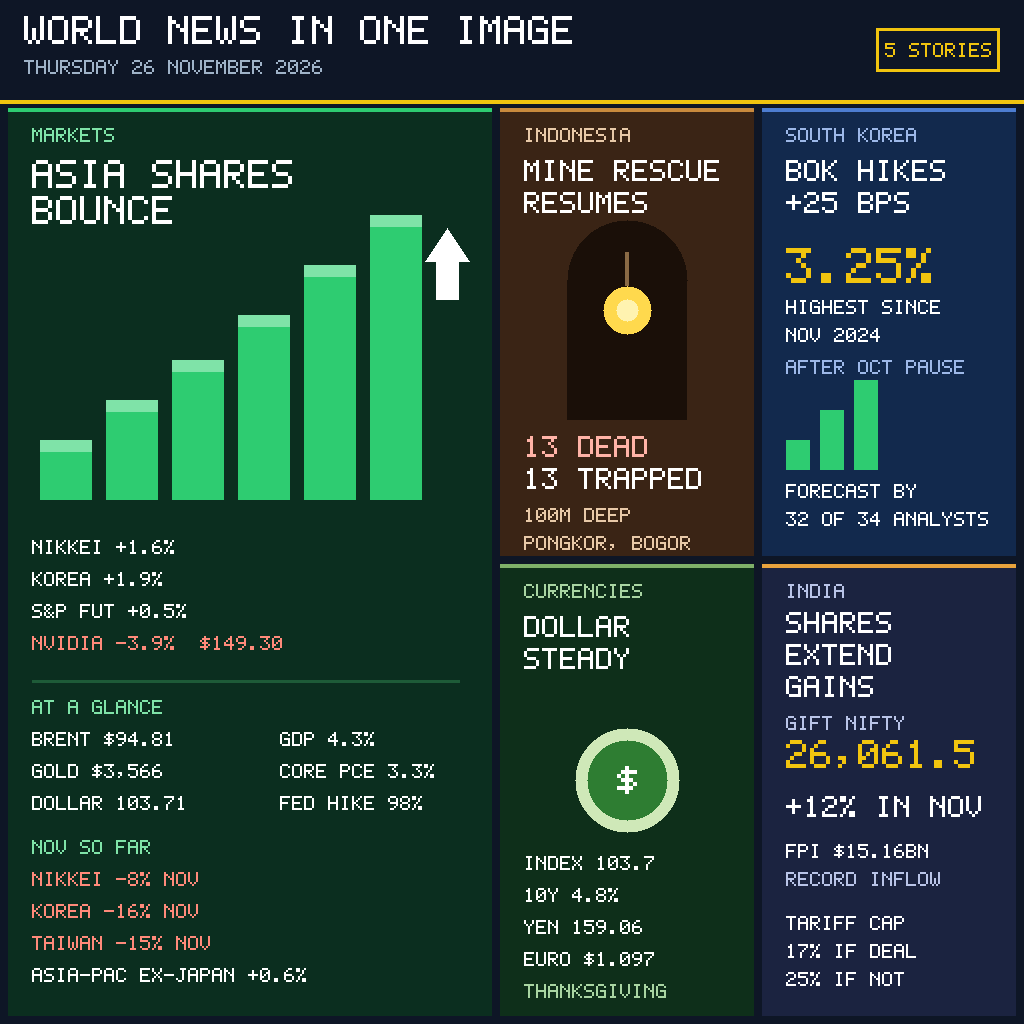 WORLD NEWS IN ONE IMAGE
THURSDAY 26 NOVEMBER 2026
5 STORIES
MARKETS
ASIA SHARES
BOUNCE
NIKKEI +1.6%
KOREA +1.9%
S&P FUT +0.5%
NVIDIA -3.9% $149.30
AT A GLANCE
BRENT $94.81
GDP 4.3%
GOLD $3,566
CORE PCE 3.3%
DOLLAR 103.71
FED HIKE 98%
NOV SO FAR
NIKKEI -8% NOV
KOREA -16% NOV
TAIWAN -15% NOV
ASIA-PAC EX-JAPAN +0.6%
INDONESIA
MINE RESCUE
RESUMES
13 DEAD
13 TRAPPED
100M DEEP
PONGKOR, BOGOR
SOUTH KOREA
BOK HIKES
+25 BPS
3.25%
HIGHEST SINCE
NOV 2024
AFTER OCT PAUSE
FORECAST BY
32 OF 34 ANALYSTS
CURRENCIES
DOLLAR
STEADY
$
INDEX 103.7
10Y 4.8%
YEN 159.06
EURO $1.097
THANKSGIVING
INDIA
SHARES
EXTEND
GAINS
GIFT NIFTY
26,061.5
+12% IN NOV
FPI $15.16BN
RECORD INFLOW
TARIFF CAP
17% IF DEAL
25% IF NOT